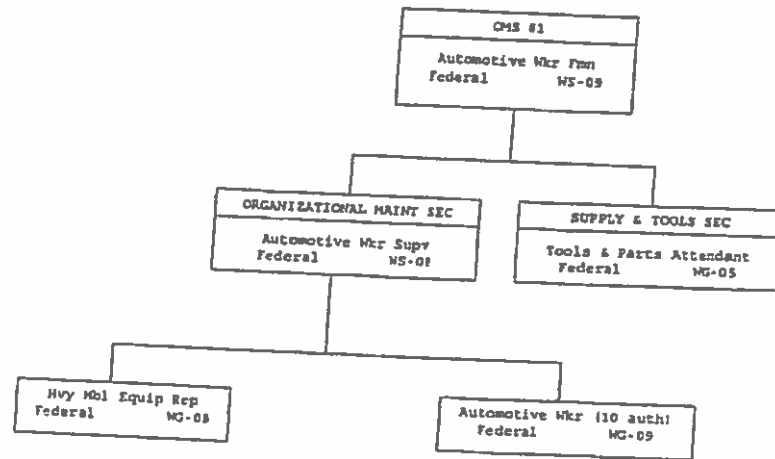 OMS #1
Automotive Wkr Fmn
Federal WS-09
ORGANIZATIONAL MAINT SEC
Automotive Wkr Supv
Federal WS-08
SUPPLY & TOOLS SEC
Tools & Parts Attendant
Federal WG-05
Hvy Mbl Equip Rep
Federal WG-08
Automotive Wkr (10 auth)
Federal WG-09